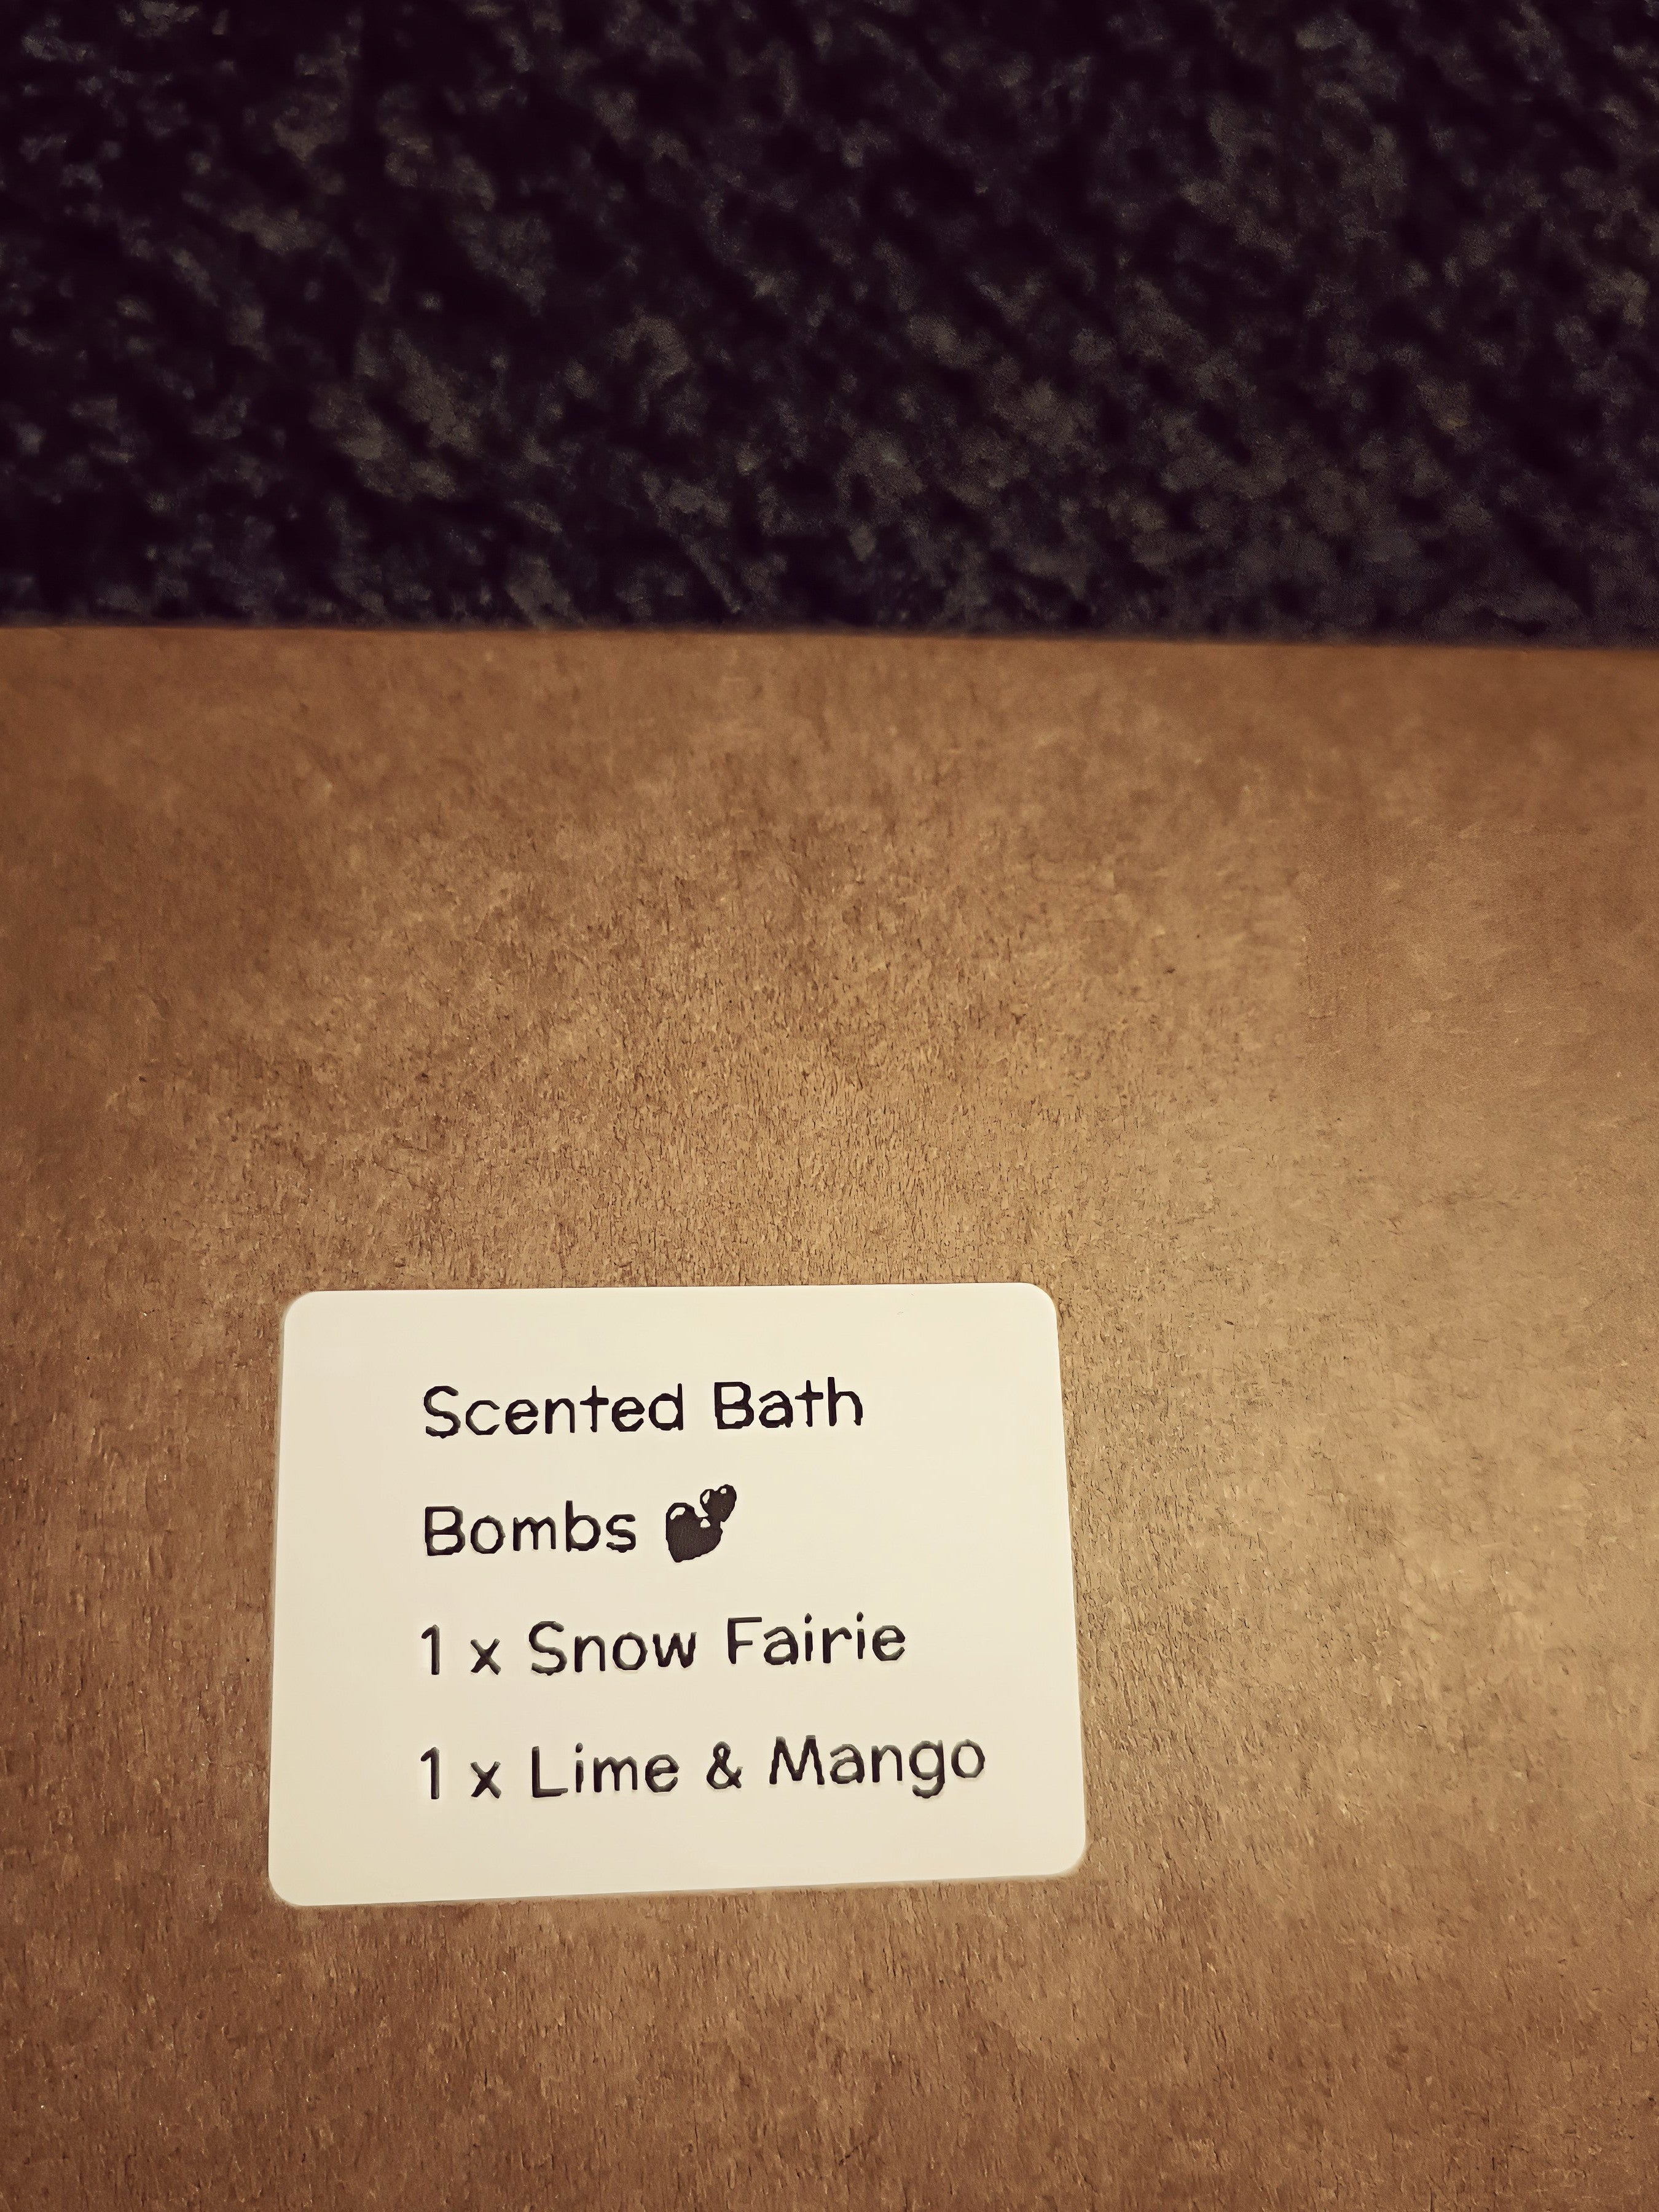 Scented Bath
Bombs 💕
1 x Snow Fairie
1 x Lime & Mango